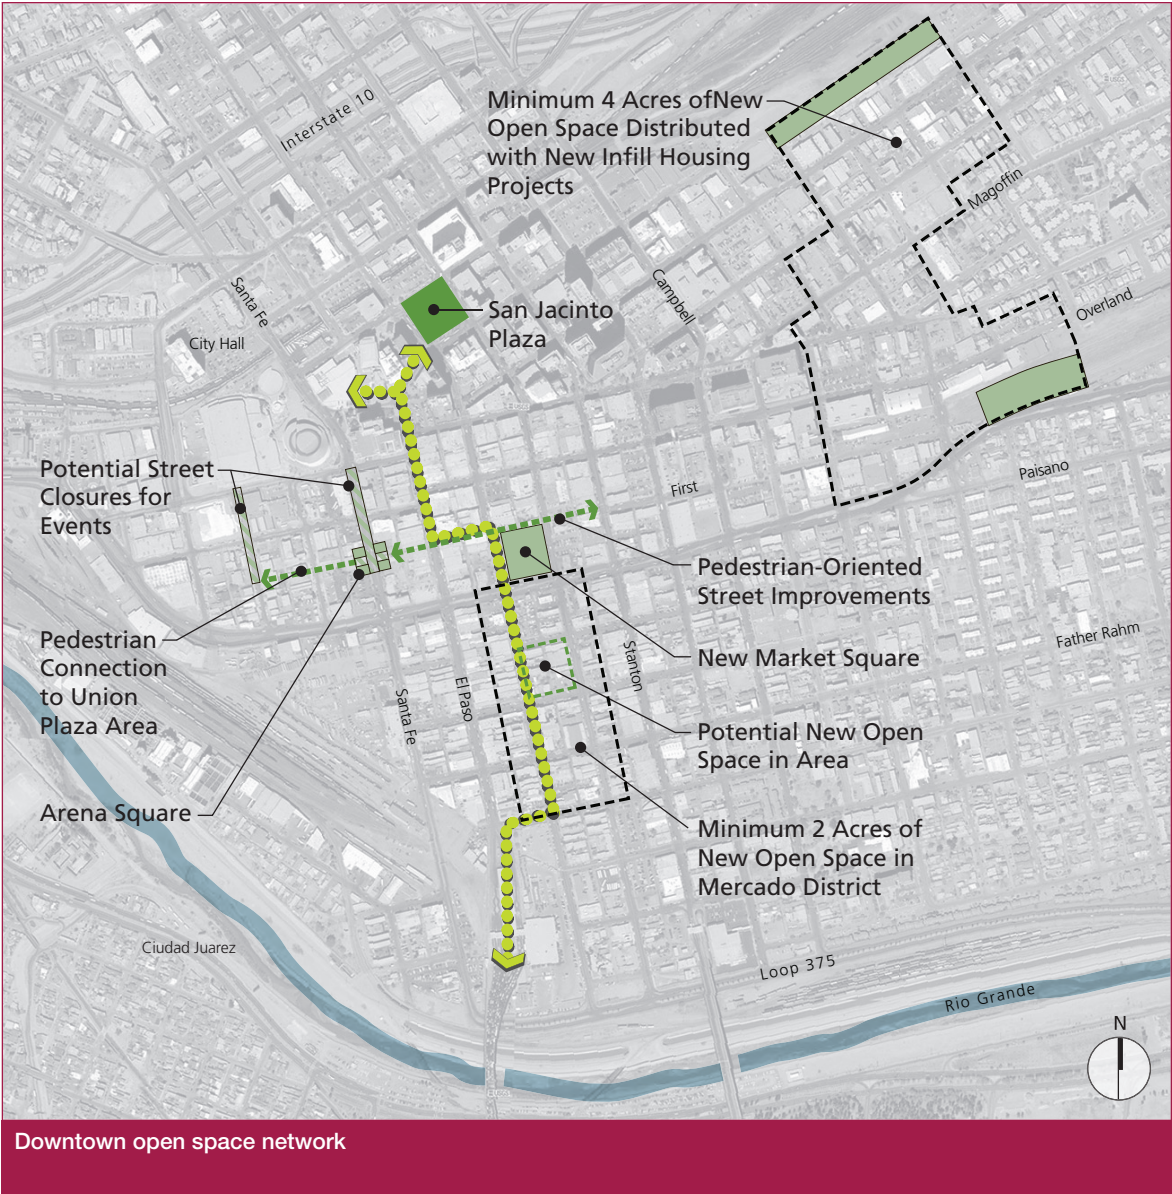 Interstate 10
Minimum 4 Acres ofNew
Open Space Distributed
with New Infill Housing
Projects
Magoffin
Santa Fe
Campbell
San Jacinto
Plaza
City Hall
Overland
Potential Street
Closures for
Events
Paisano
First
Pedestrian-Oriented
Street Improvements
Pedestrian
Connection
to Union
Plaza Area
Father Rahm
Stanton
New Market Square
El Paso
Santa Fe
Potential New Open
Space in Area
Arena Square
Minimum 2 Acres of
New Open Space in
Mercado District
Ciudad Juarez
Loop 375
Rio Grande
N
Downtown open space network